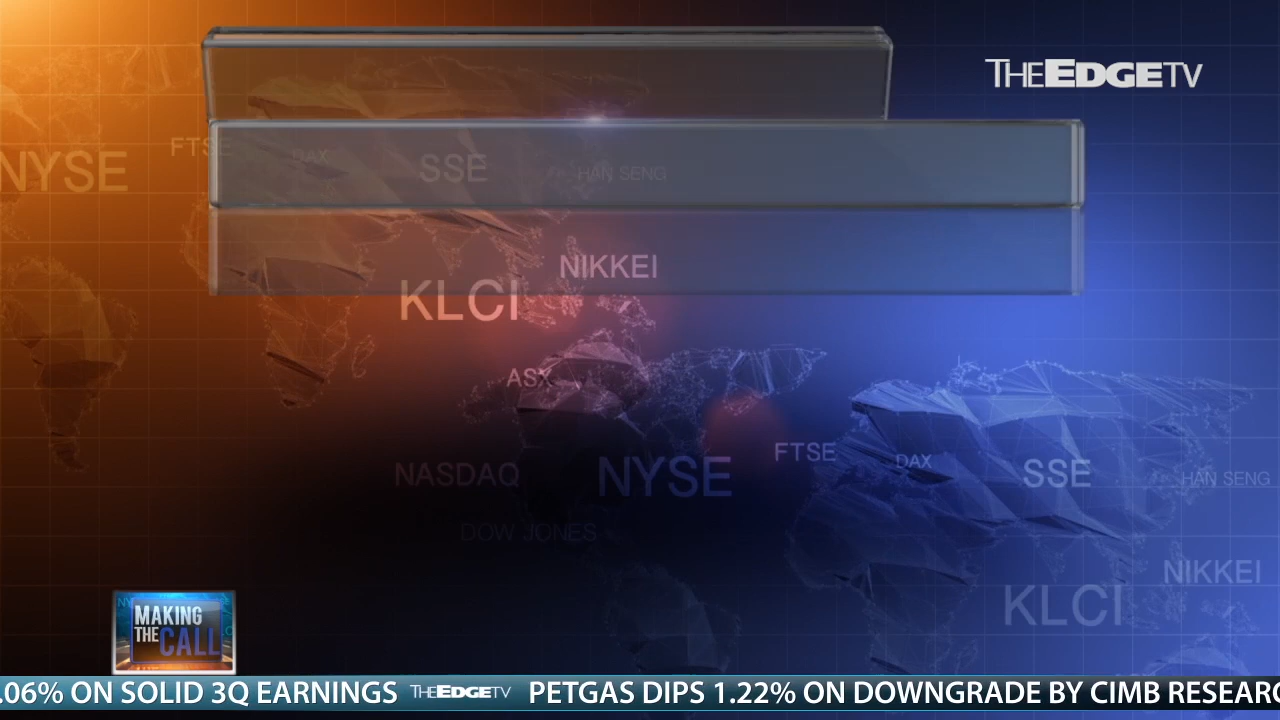 THEEDGETV
FTSE
DAX
NYSE
SSE
HAN SENG
NIKKEI
KLCI
ASX
FTSE
DAX
NASDAQ
NYSE
SSE
HAN SENG
DOW JONES
NIKKEI
KLCI
MAKING
THE CALL
.06% ON SOLID 3Q EARNINGS THEEDGETV PETGAS DIPS 1.22% ON DOWNGRADE BY CIMB RESEARC